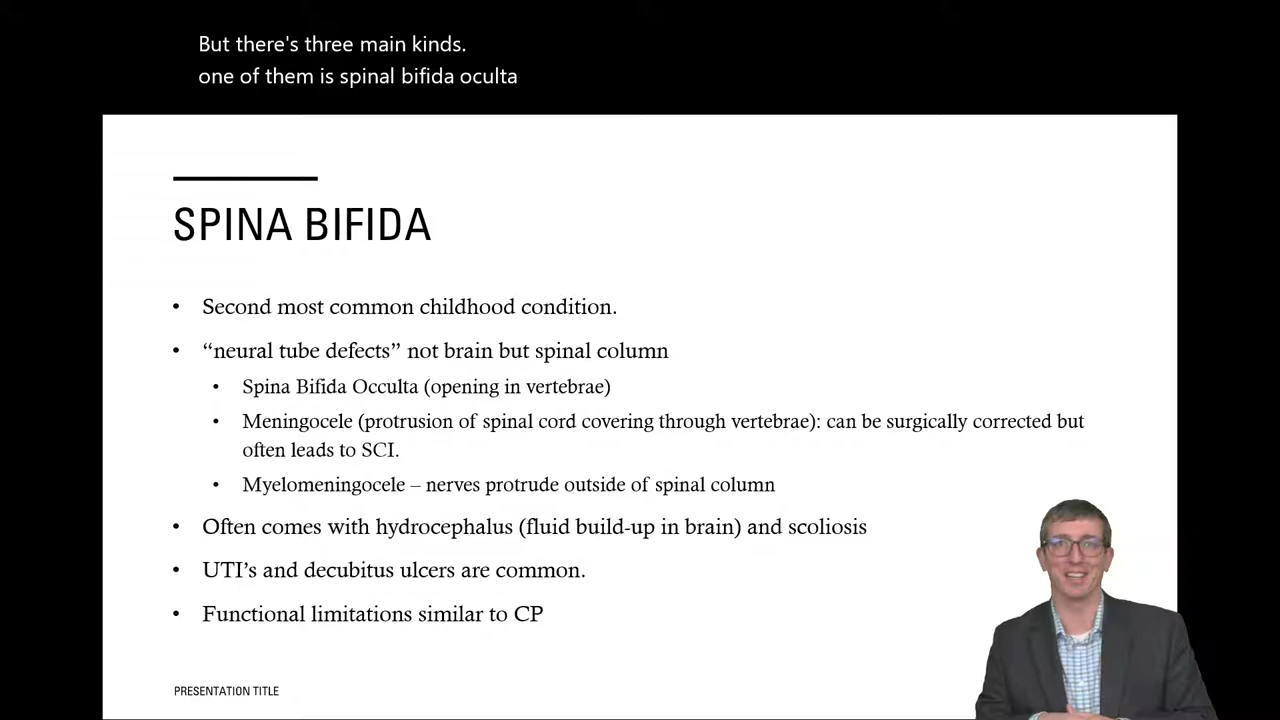 But there's three main kinds.
one of them is spinal bifida oculta
SPINA BIFIDA
• Second most common childhood condition.
• “neural tube defects” not brain but spinal column
• Spina Bifida Occulta (opening in vertebrae)
• Meningocele (protrusion of spinal cord covering through vertebrae): can be surgically corrected but
often leads to SCI.
• Myelomeningocele – nerves protrude outside of spinal column
• Often comes with hydrocephalus (fluid build-up in brain) and scoliosis
• UTI’s and decubitus ulcers are common.
• Functional limitations similar to CP
PRESENTATION TITLE